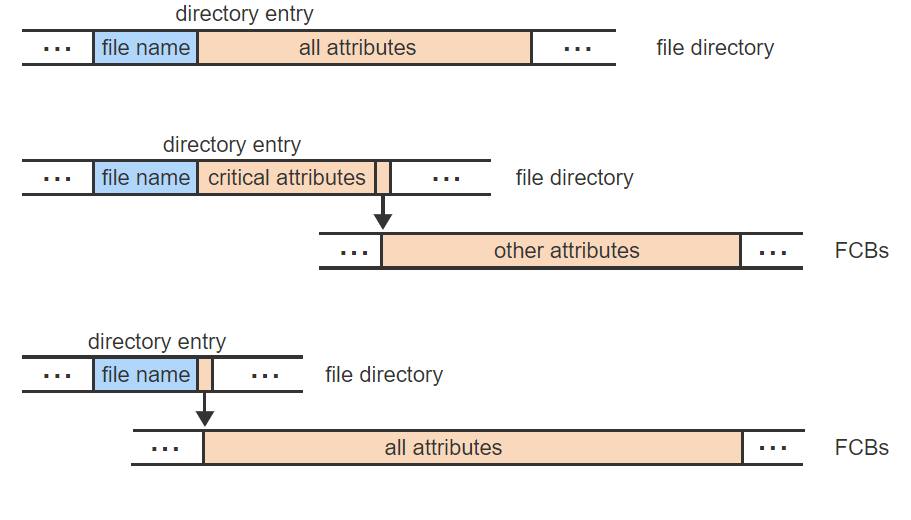 directory entry
... file name all attributes ... file directory
directory entry
... file name critical attributes ... file directory
... other attributes ... FCBs
directory entry
... file name ... file directory
... all attributes ... FCBs